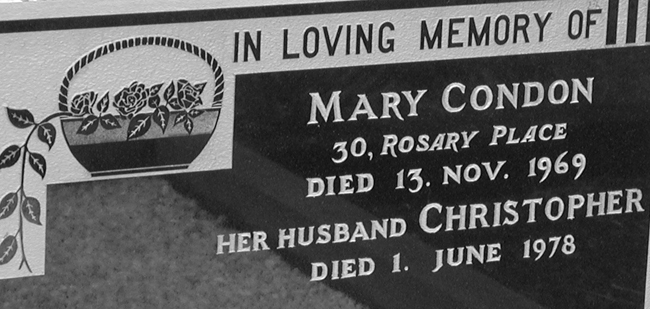 IN LOVING MEMORY OF
MARY CONDON
30, ROSARY PLACE
DIED 13. NOV. 1969
HER HUSBAND CHRISTOPHER
DIED 1. JUNE 1978